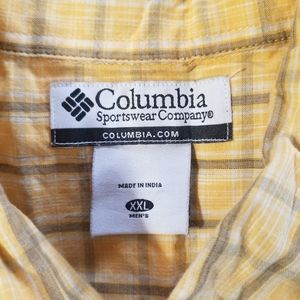 Columbia
Sportswear Company®
COLUMBIA.COM
MADE IN INDIA
XXL
MEN'S